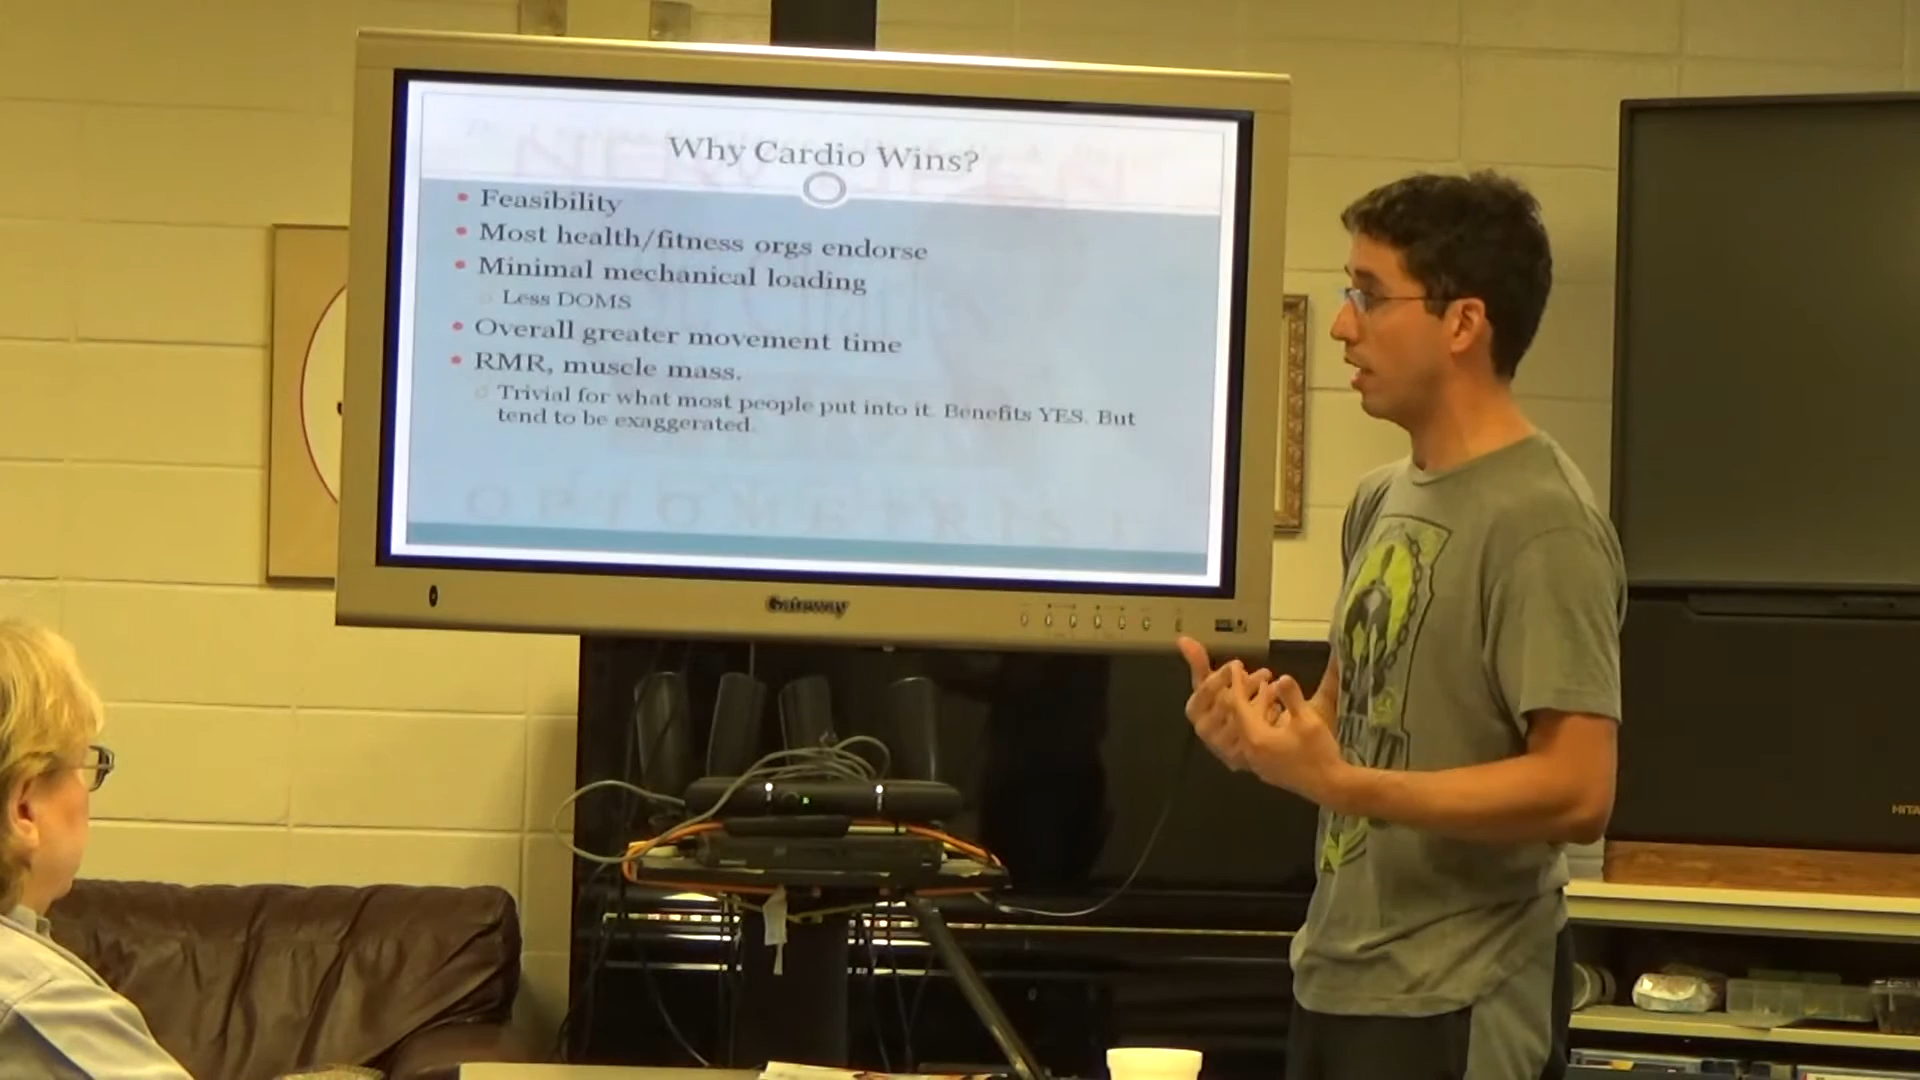 Why Cardio Wins?
Feasibility
Most health/fitness orgs endorse
Minimal mechanical loading
Less DOMS
Overall greater movement time
RMR, muscle mass.
Trivial for what most people put into it. Benefits YES. But
tend to be exaggerated.
Gateway